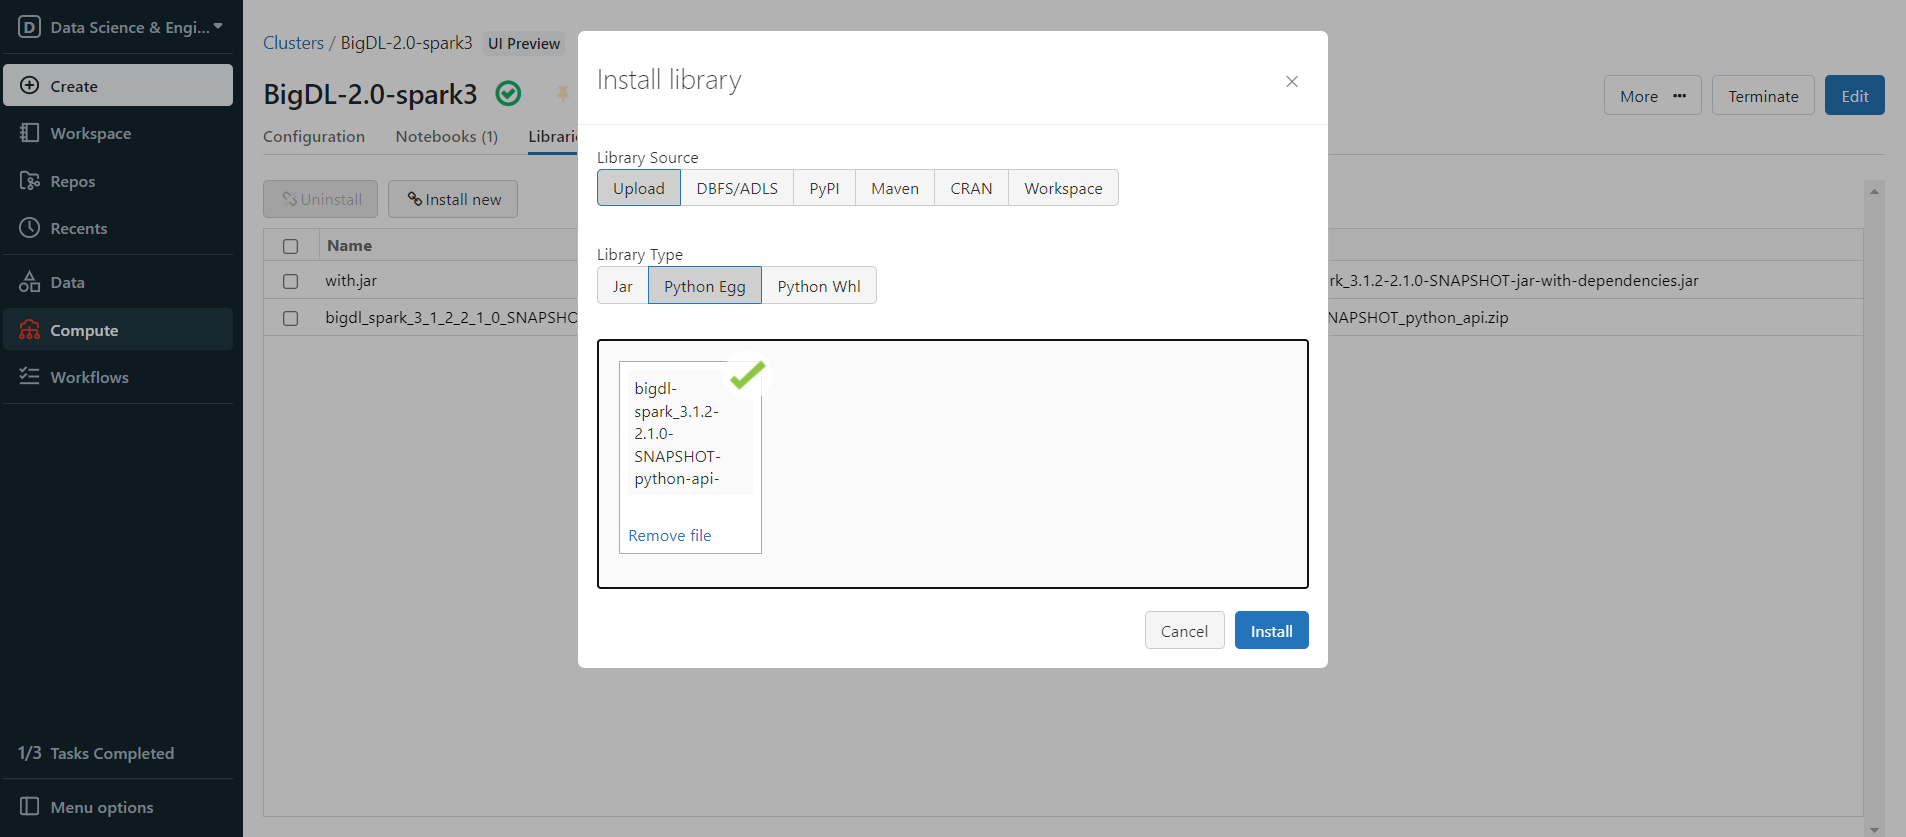 D Data Science & Engi...
Create
Workspace
Repos
Recents
Data
Compute
Workflows
1/3 Tasks Completed
Menu options
Clusters / BigDL-2.0-spark3 UI Preview
BigDL-2.0-spark3
More ... Terminate Edit
Configuration Notebooks (1) Librari
Uninstall Install new
Name
with.jar rk_3.1.2-2.1.0-SNAPSHOT-jar-with-dependencies.jar
bigdl_spark_3_1_2_2_1_0_SNAPSHO NAPSHOT_python_api.zip
Install library ×
Library Source
Upload DBFS/ADLS PyPI Maven CRAN Workspace
Library Type
Jar Python Egg Python Whl
bigdl-
spark_3.1.2-
2.1.0-
SNAPSHOT-
python-api-
Remove file
Cancel Install